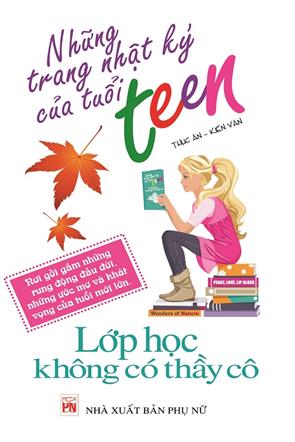 Những
trang nhật ký
của tuổi
teen
THỤC AN - KIẾN VĂN
Nơi gởi gắm những
rung động đầu đời,
những ước mơ và khát
vọng của tuổi mới lớn.
PEACE, LOVE, LIP GLOSS
Wonders of Nature
Lớp học
không có thầy cô
PN
NHÀ XUẤT BẢN PHỤ NỮ